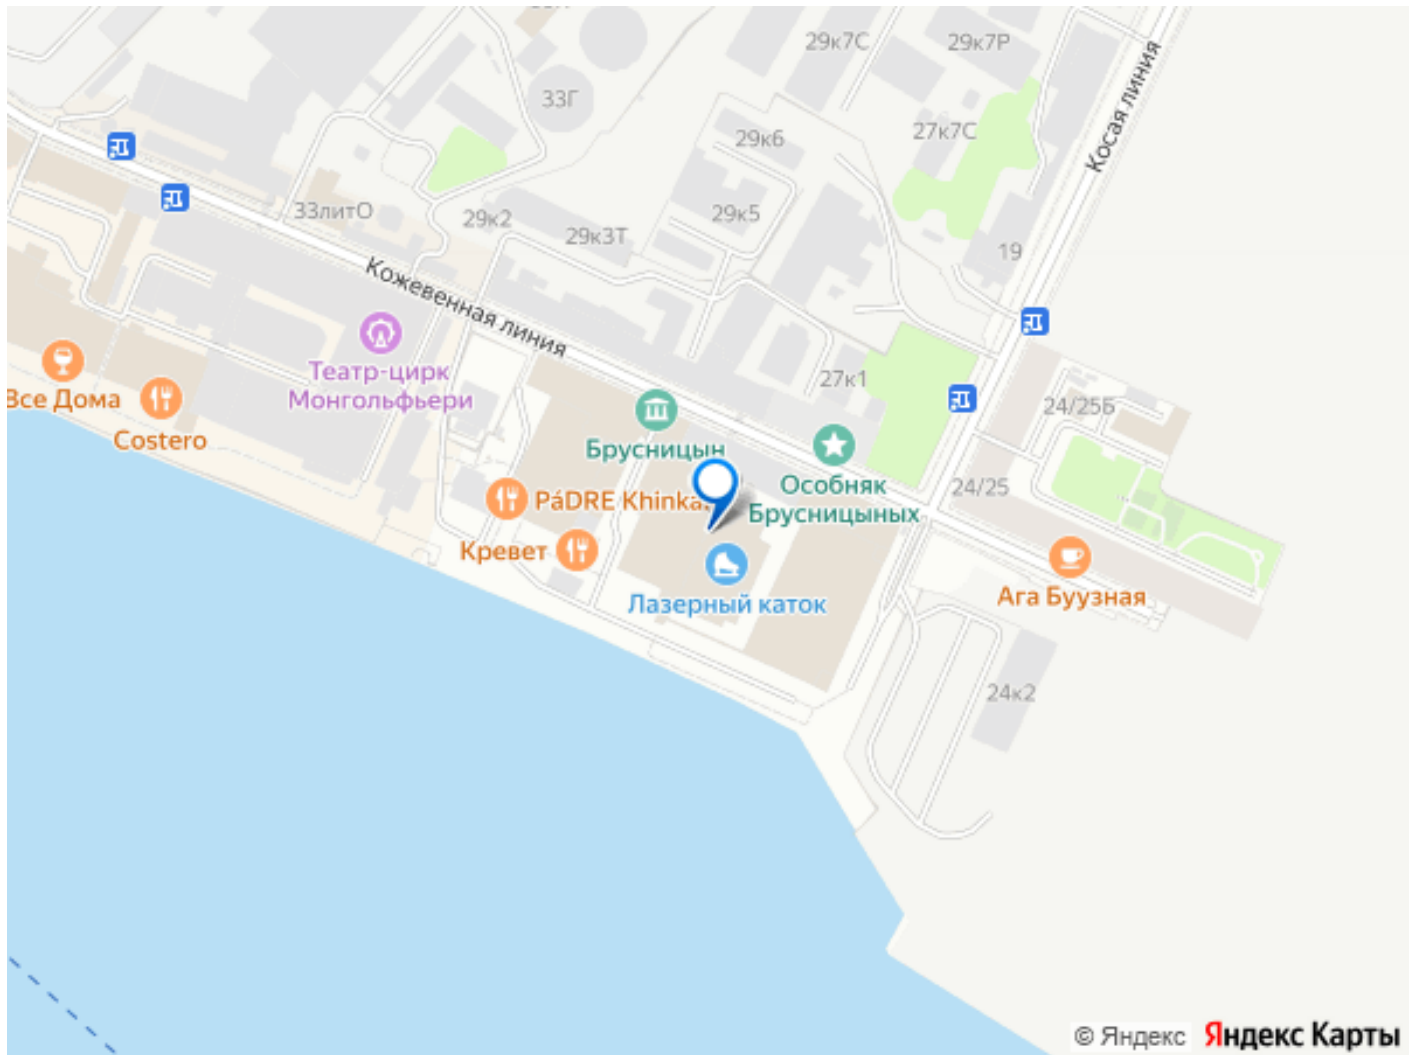 29к7С
29к7Р
Косая линия
33Г
27к7С
29к6
33литО
29к2
29к5
29к3Т
19
Кожевенная линия
Театр-цирк
Монгольфьери
27к1
Все Дома
24/25Б
Costero
Брусницын
PáDRE Khinka
Особняк
Брусницыных
24/25
Кревет
Лазерный каток
Ага Буузная
24к2
© Яндекс Яндекс Карты